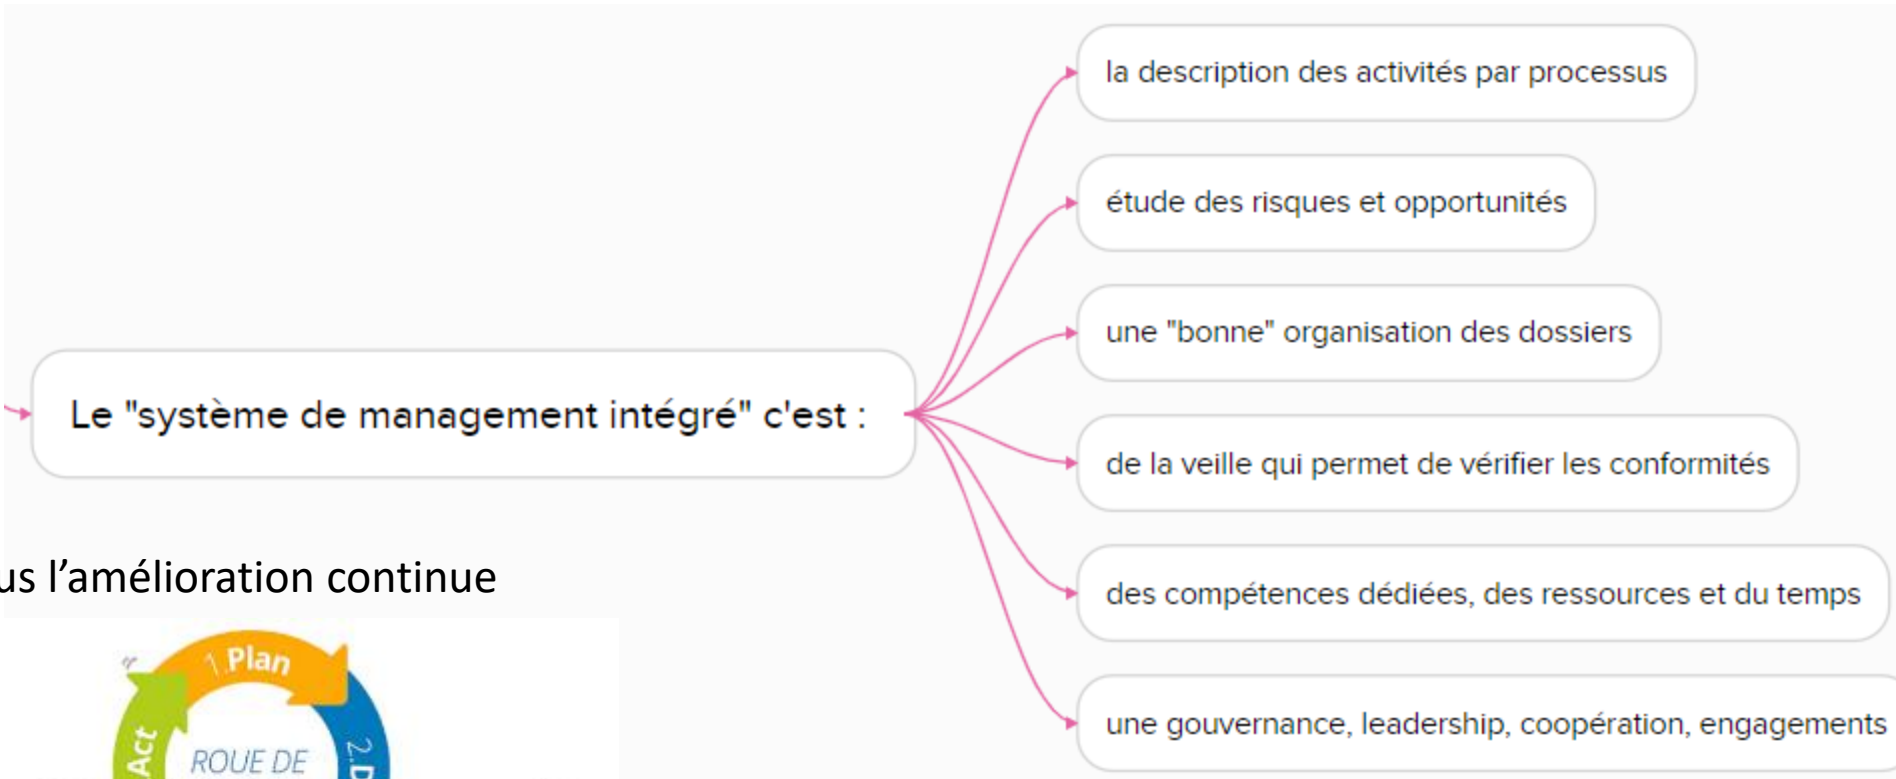 la description des activités par processus
étude des risques et opportunités
une "bonne" organisation des dossiers
Le "système de management intégré" c'est :
de la veille qui permet de vérifier les conformités
des compétences dédiées, des ressources et du temps
une gouvernance, leadership, coopération, engagements
l’amélioration continue
1 Plan
Act
2.D
ROUE DE